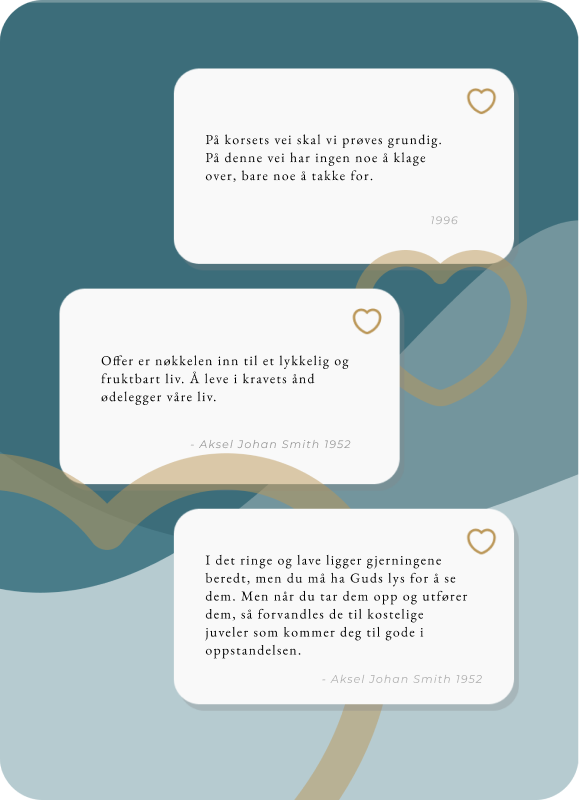 På korsets vei skal vi prøves grundig.
På denne vei har ingen noe å klage
over, bare noe å takke for.
1996
Offer er nøkkelen inn til et lykkelig og
fruktbart liv. Å leve i kravets ånd
ødelegger våre liv.
- Aksel Johan Smith 1952
I det ringe og lave ligger gjerningene
beredt, men du må ha Guds lys for å se
dem. Men når du tar dem opp og utfører
dem, så forvandles de til kostelige
juveler som kommer deg til gode i
oppstandelsen.
- Aksel Johan Smith 1952